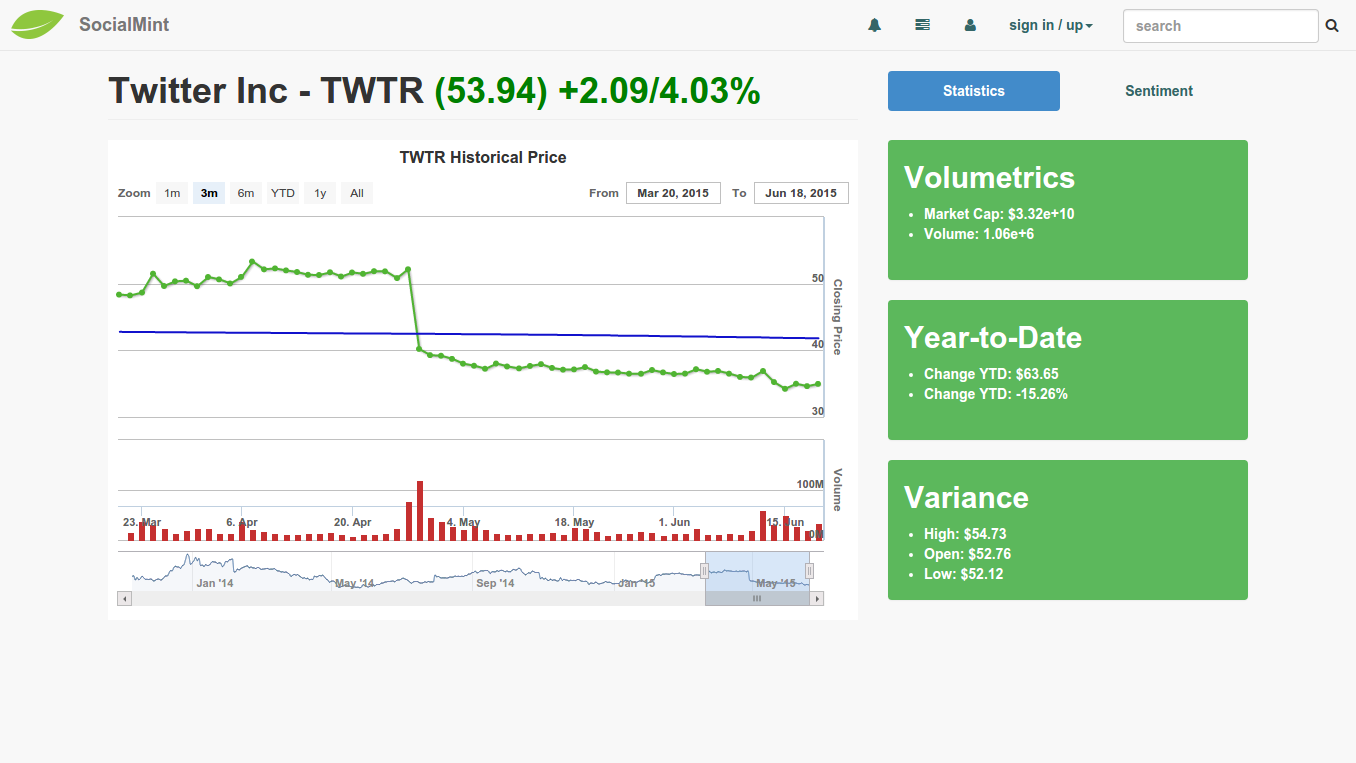 SocialMint
sign in / up
search
Twitter Inc - TWTR (53.94) +2.09/4.03%
Statistics
Sentiment
TWTR Historical Price
Zoom 1m 3m 6m YTD 1y All
From Mar 20, 2015 To Jun 18, 2015
50
40
30
Closing Price
100M
0M
Volume
23. Mar 6. Apr 20. Apr 4. May 18. May 1. Jun 15. Jun
Jan '14 May '14 Sep '14 Jan '15 May '15
Volumetrics
Market Cap: $3.32e+10
Volume: 1.06e+6
Year-to-Date
Change YTD: $63.65
Change YTD: -15.26%
Variance
High: $54.73
Open: $52.76
Low: $52.12